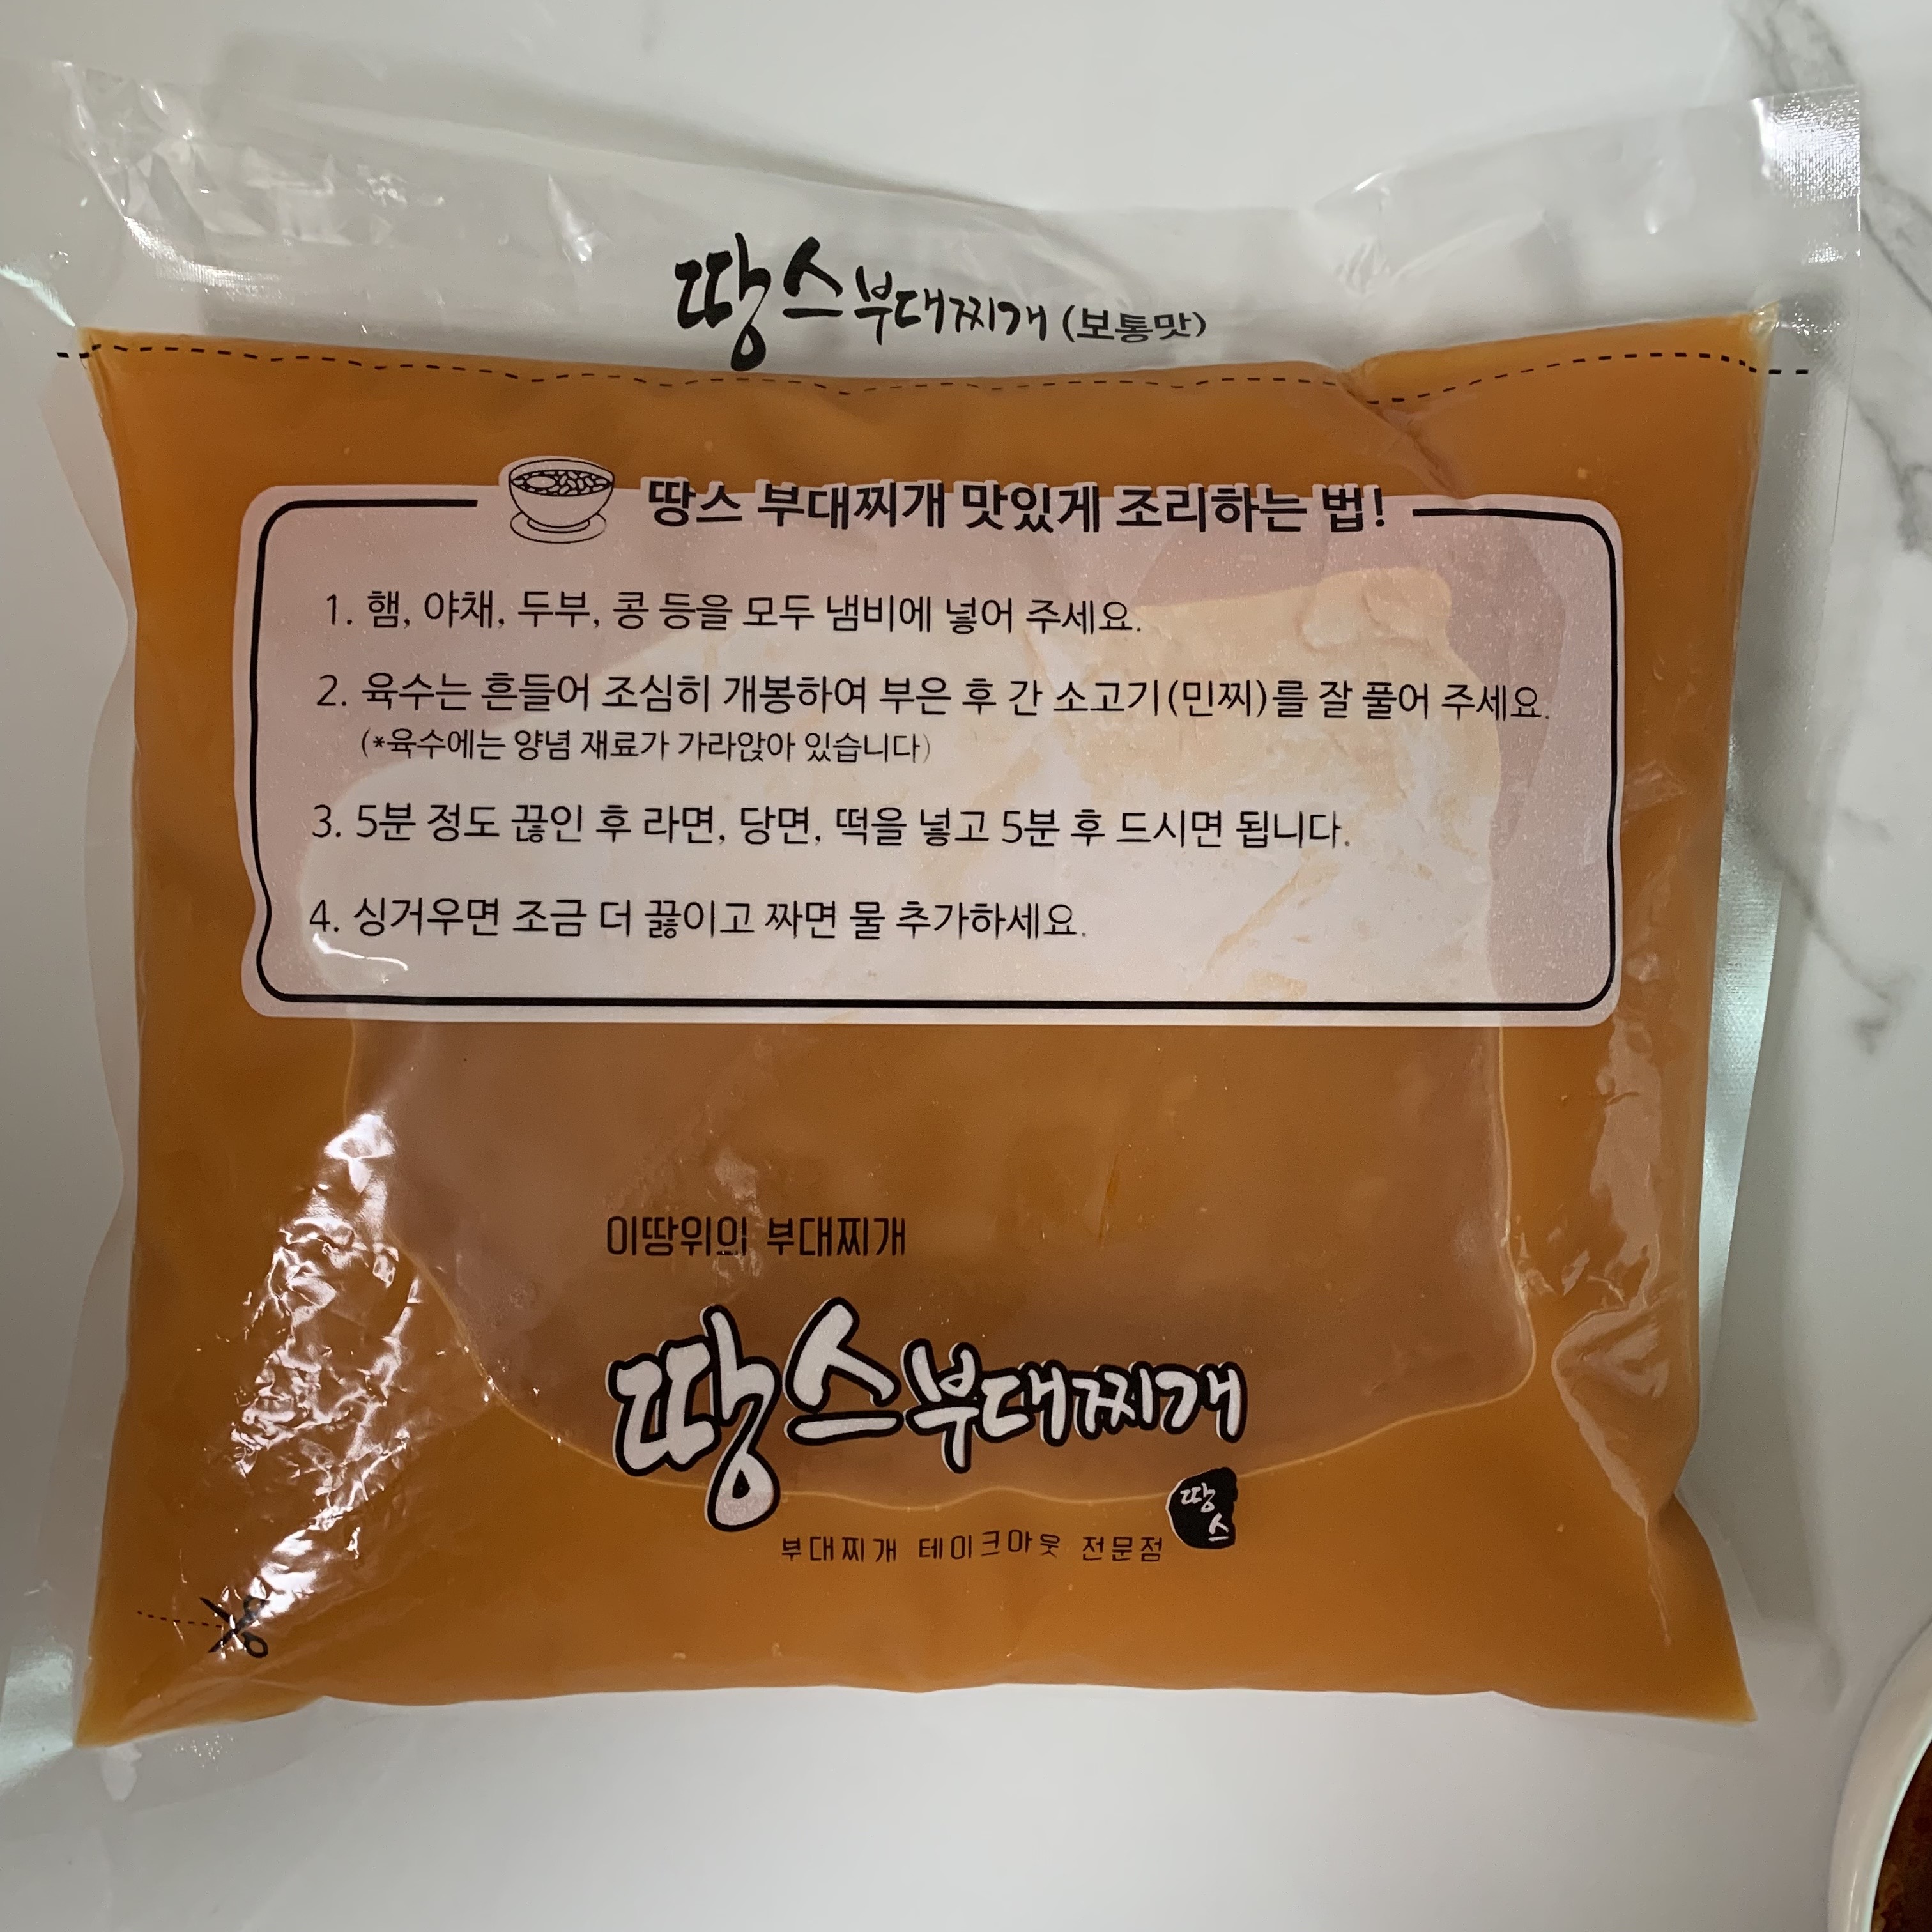 땅스부대찌개 (보통맛)
땅스 부대찌개 맛있게 조리하는 법!
1. 햄, 야채, 두부, 콩 등을 모두 냄비에 넣어 주세요.
2. 육수는 흔들어 조심히 개봉하여 부은 후 간 소고기(민찌)를 잘 풀어 주세요.
(*육수에는 양념 재료가 가라앉아 있습니다)
3. 5분 정도 끊인 후 라면, 당면, 떡을 넣고 5분 후 드시면 됩니다.
4. 싱거우면 조금 더 끓이고 짜면 물 추가하세요.
이땅위의 부대찌개
땅스부대찌개
땅스
부대찌개 테이크아웃 전문점